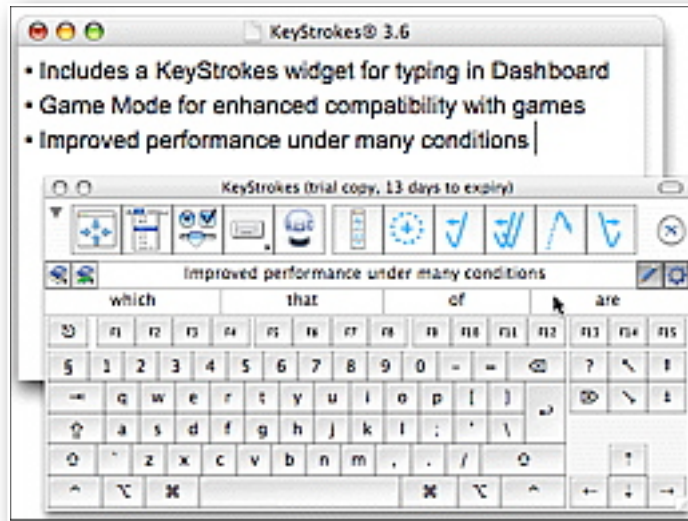 KeyStrokes® 3.6
• Includes a KeyStrokes widget for typing in Dashboard
• Game Mode for enhanced compatibility with games
• Improved performance under many conditions
KeyStrokes (trial copy, 13 days to expiry)
Improved performance under many conditions
which that of are
F1 F2 F3 F4 F5 F6 F7 F8 F9 F10 F11 F12 F13 F14 F15
§ 1 2 3 4 5 6 7 8 9 0 - = ⌫ ? ↖ ⇞
⇥ q w e r t y u i o p [ ] ⌦ ↘ ⇟
⇪ a s d f g h j k l ; ' \ ↩
⇧ ` z x c v b n m , . / ⇧ ↑
⌃ ⌥ ⌘ ⌘ ⌥ ⌃ ← ↓ →